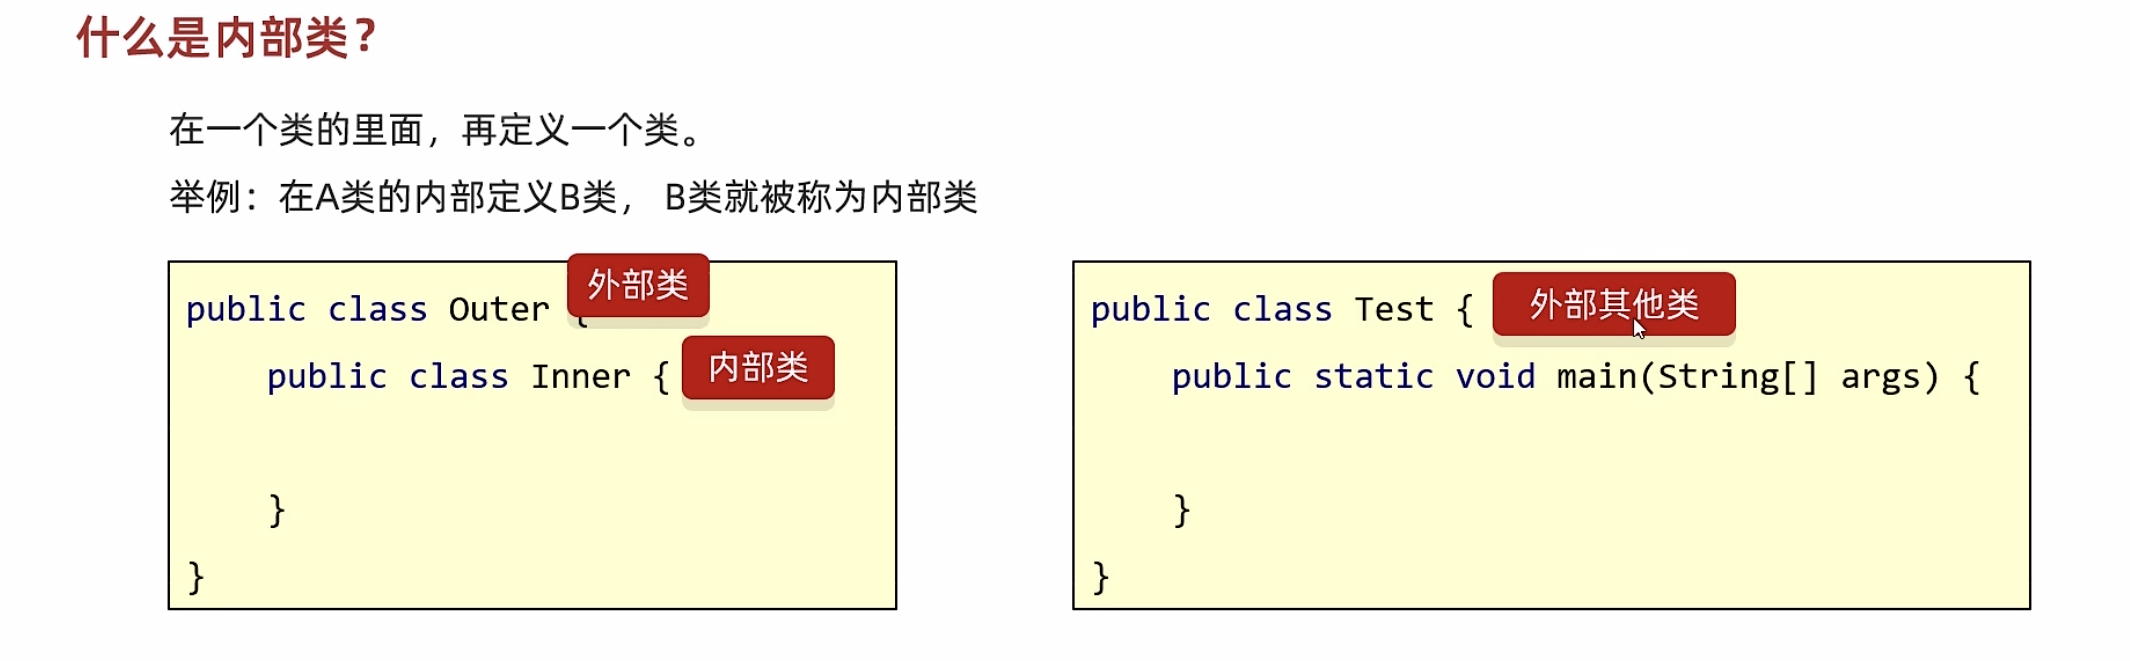 什么是内部类？
在一个类的里面，再定义一个类。
举例：在A类的内部定义B类， B类就被称为内部类
public class Outer { 外部类
public class Inner { 内部类
}
}
public class Test { 外部其他类
public static void main(String[] args) {
}
}